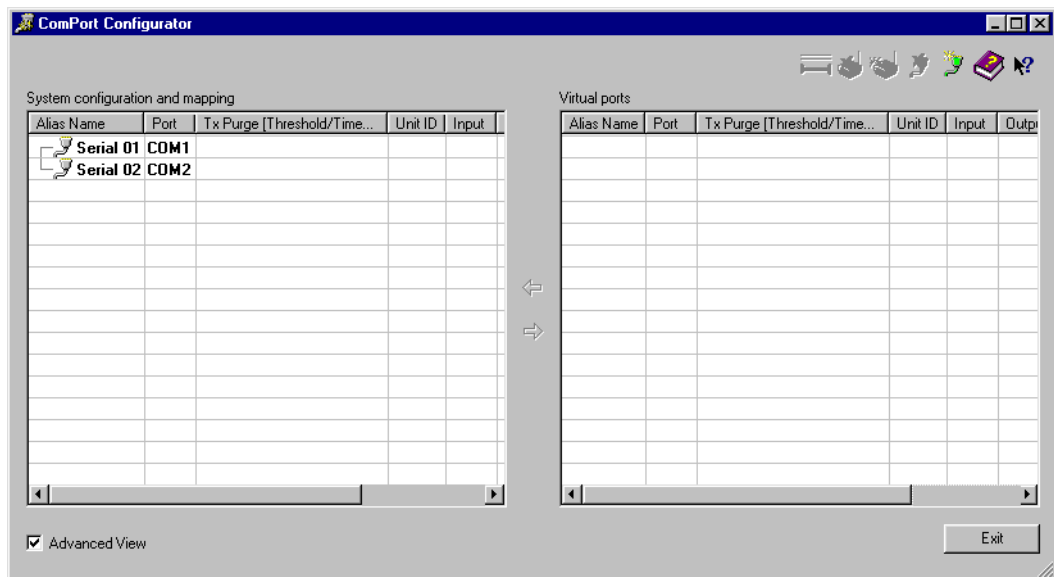 ComPort Configurator
System configuration and mapping
Virtual ports
Alias Name Port Tx Purge [Threshold/Time... Unit ID Input
Alias Name Port Tx Purge [Threshold/Time... Unit ID Input Outpu
Serial 01 COM1
Serial 02 COM2
Advanced View
Exit